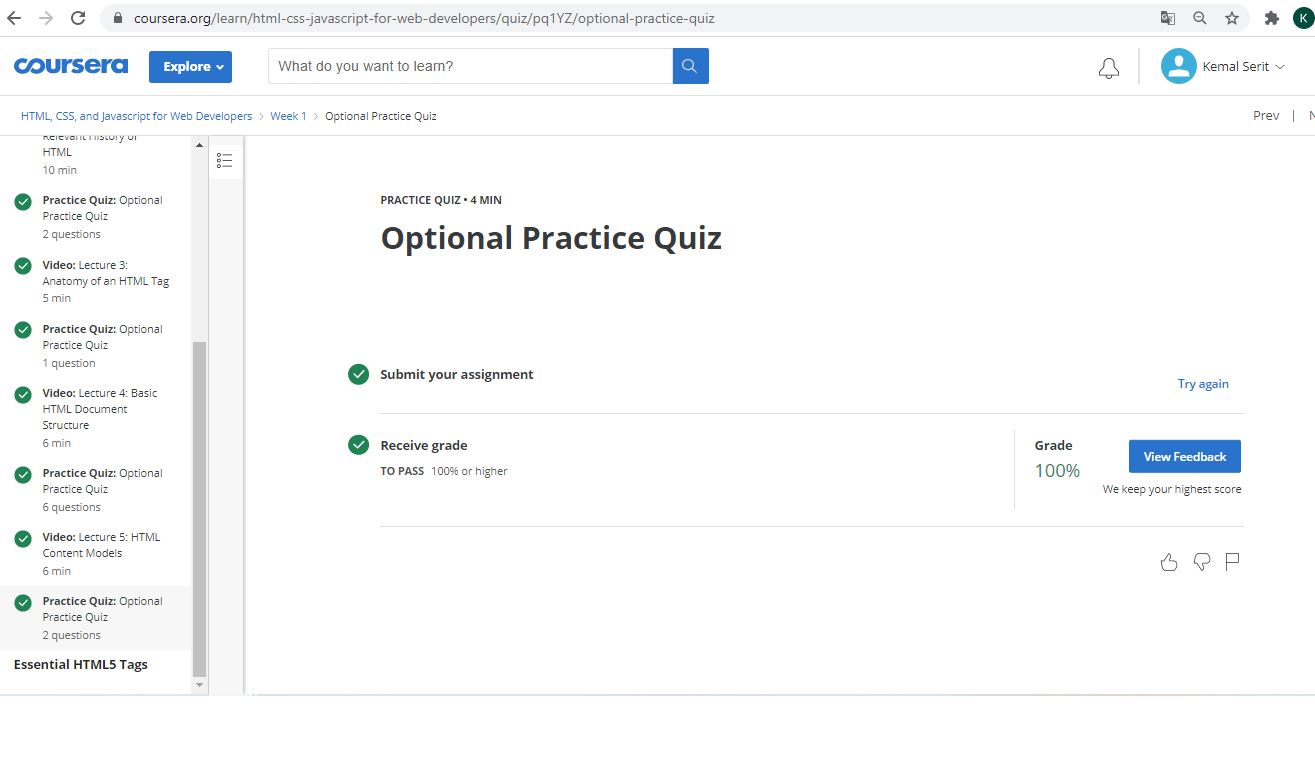 coursera.org/learn/html-css-javascript-for-web-developers/quiz/pq1YZ/optional-practice-quiz
K
coursera
Explore
What do you want to learn?
Kemal Serit
HTML, CSS, and Javascript for Web Developers > Week 1 > Optional Practice Quiz
Prev |
Relevant History of
HTML
10 min
Practice Quiz: Optional
Practice Quiz
2 questions
Video: Lecture 3:
Anatomy of an HTML Tag
5 min
Practice Quiz: Optional
Practice Quiz
1 question
Video: Lecture 4: Basic
HTML Document
Structure
6 min
Practice Quiz: Optional
Practice Quiz
6 questions
Video: Lecture 5: HTML
Content Models
6 min
Practice Quiz: Optional
Practice Quiz
2 questions
Essential HTML5 Tags
PRACTICE QUIZ • 4 MIN
Optional Practice Quiz
Submit your assignment
Try again
Receive grade
TO PASS 100% or higher
Grade
100%
View Feedback
We keep your highest score